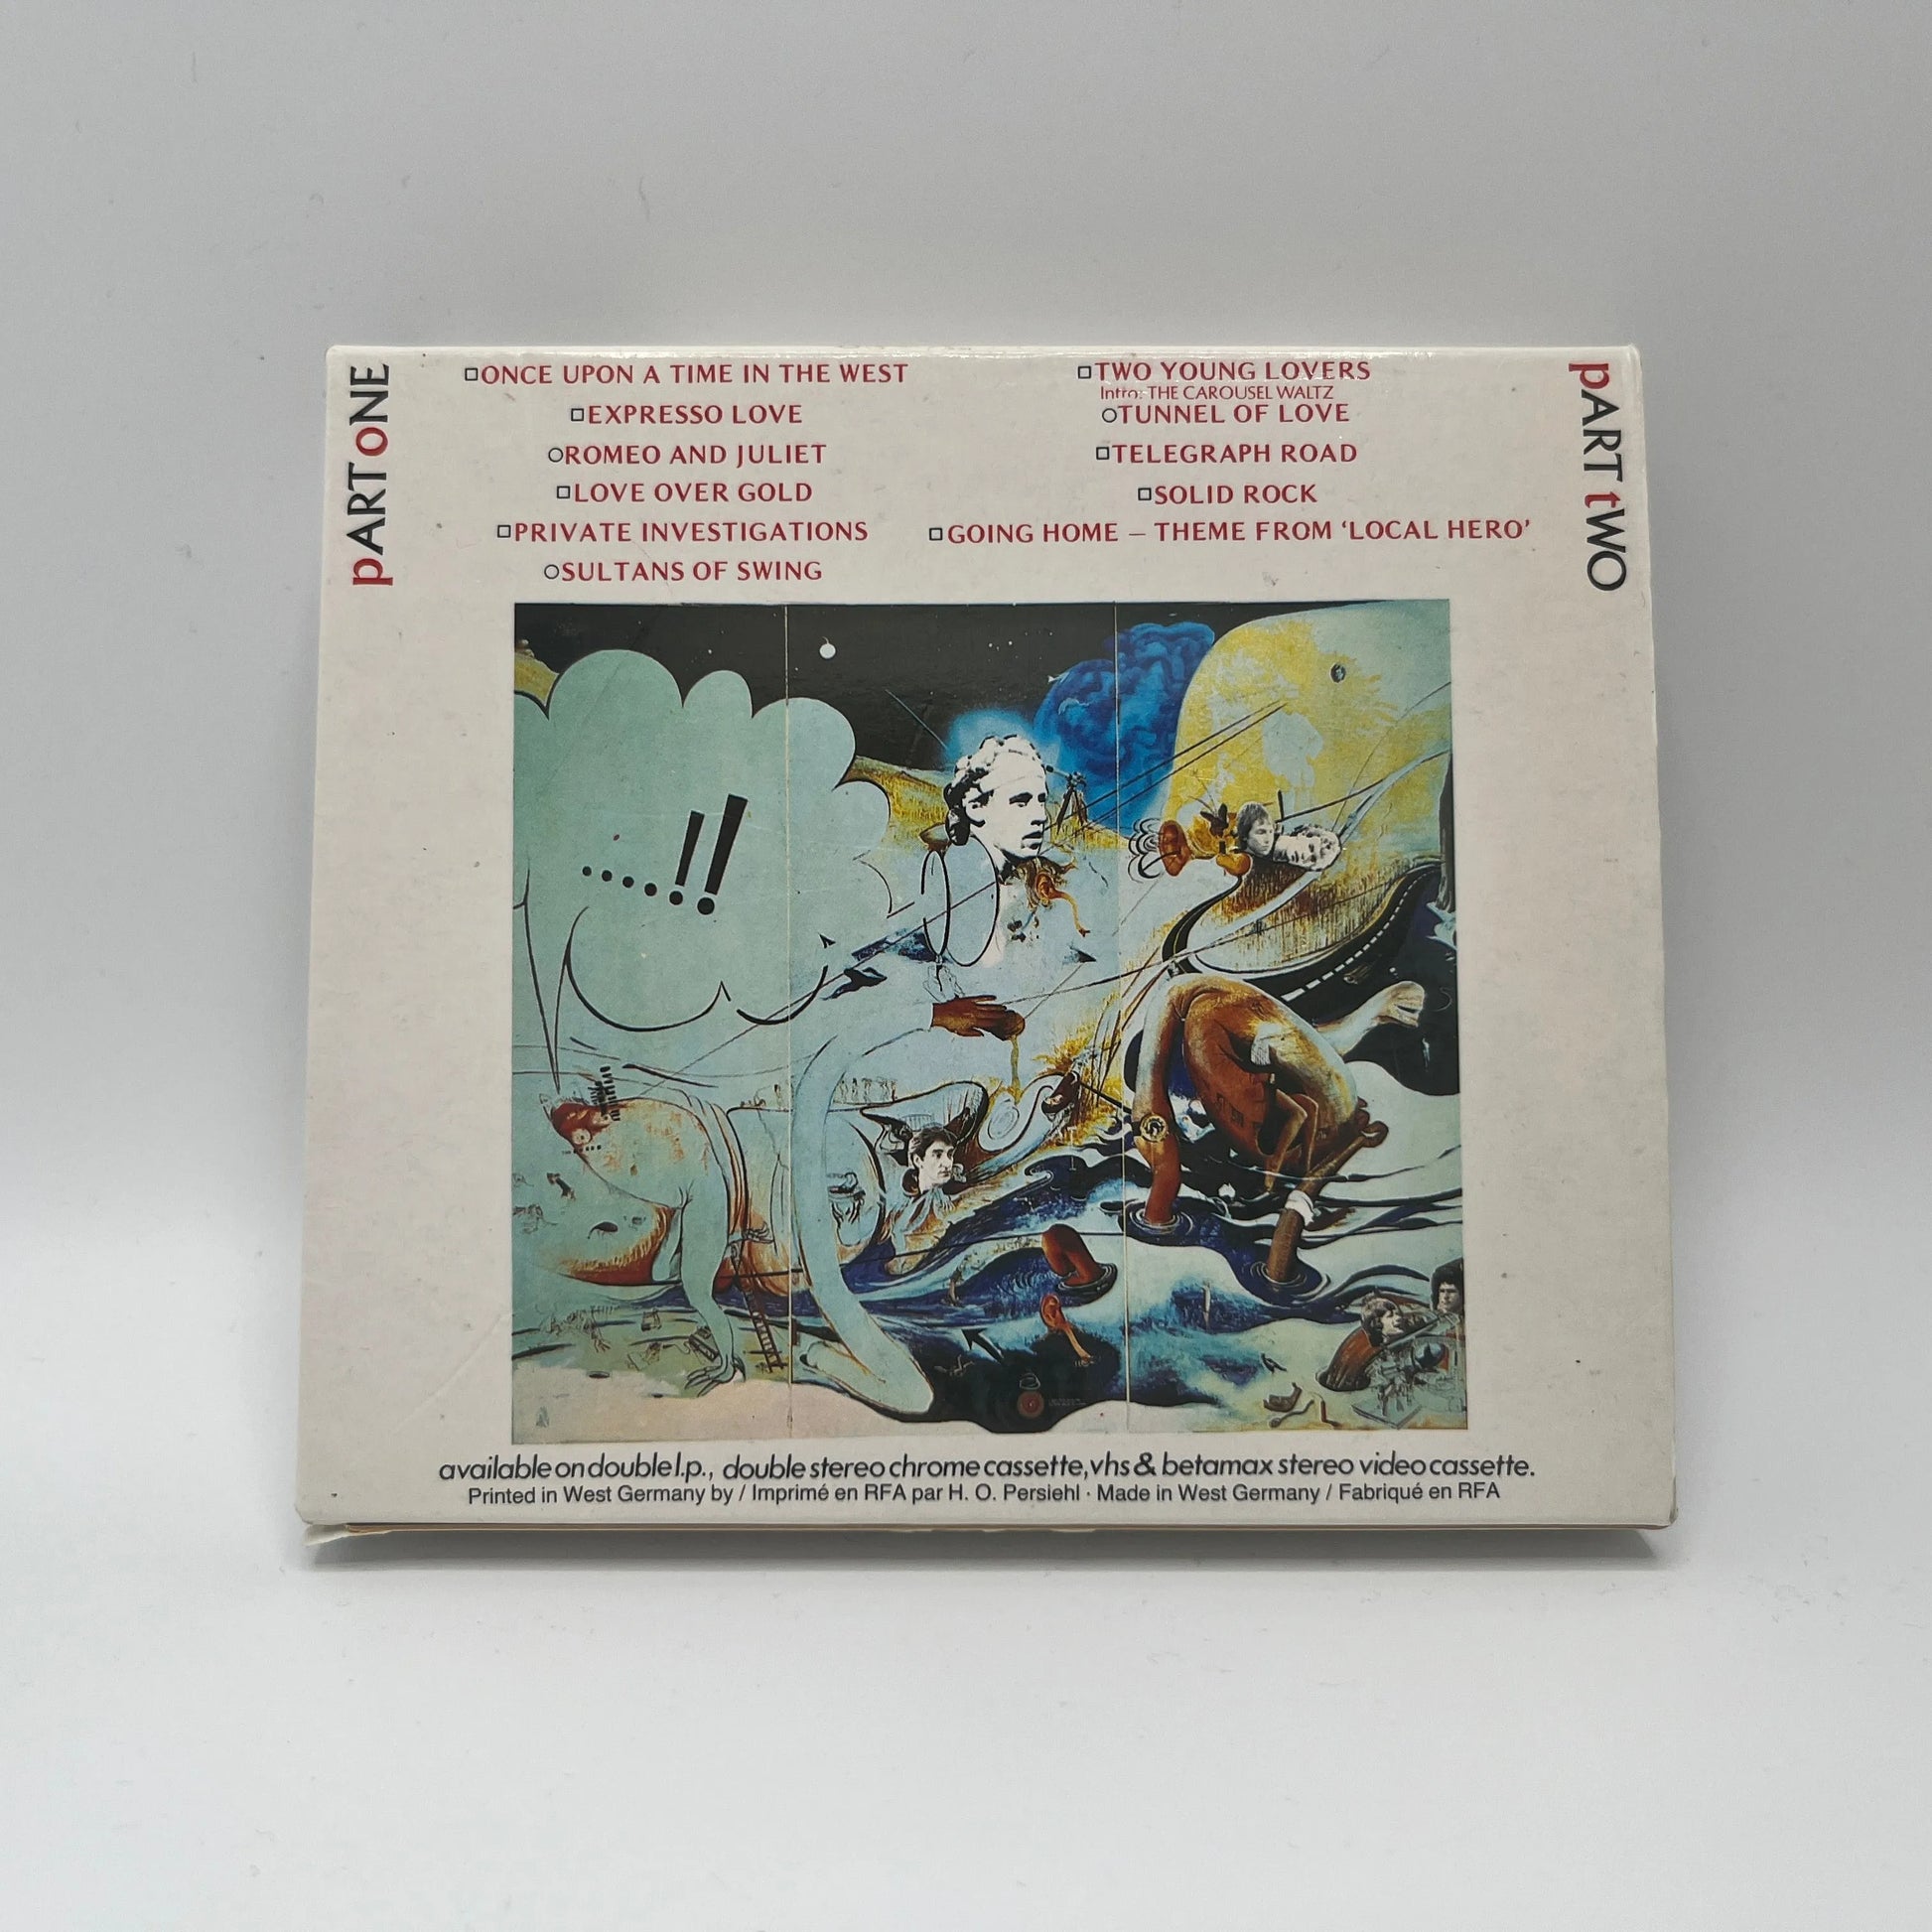 pARToNE
ONCE UPON A TIME IN THE WEST
EXPRESSO LOVE
ROMEO AND JULIET
LOVE OVER GOLD
PRIVATE INVESTIGATIONS
SULTANS OF SWING
TWO YOUNG LOVERS
Intro: THE CAROUSEL WALTZ
TUNNEL OF LOVE
TELEGRAPH ROAD
SOLID ROCK
GOING HOME – THEME FROM ‘LOCAL HERO’
pART tWO
.....!!
available on double l.p., double stereo chrome cassette, vhs & betamax stereo video cassette.
Printed in West Germany by / Imprimé en RFA par H. O. Persiehl · Made in West Germany / Fabriqué en RFA